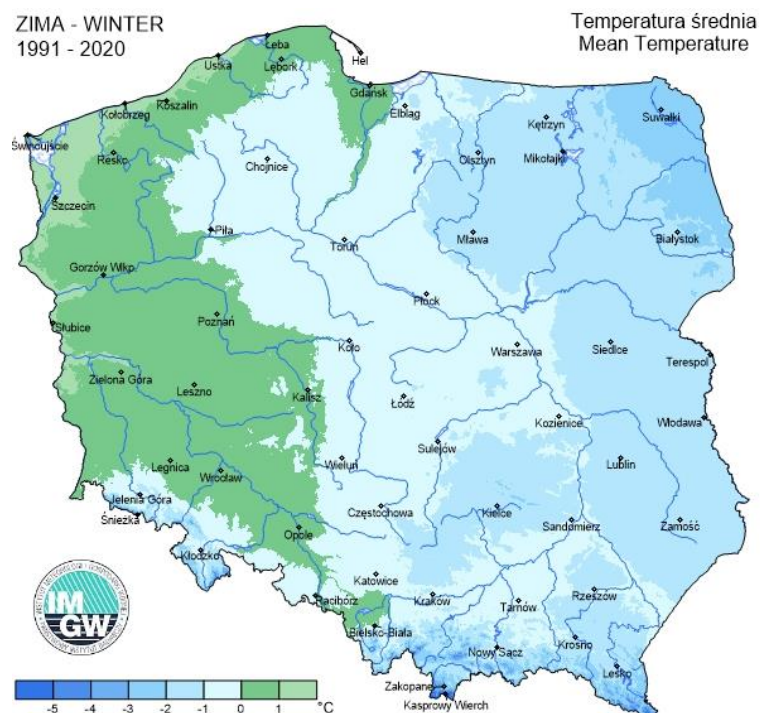 ZIMA - WINTER
1991 - 2020
Temperatura średnia
Mean Temperature
Łeba
Hel
Ustka
Lębork
Gdańsk
Koszalin
Kołobrzeg
Elbląg
Suwałki
Kętrzyn
Świnoujście
Resko
Chojnice
Olsztyn
Mikołajki
Szczecin
Piła
Toruń
Mława
Białystok
Gorzów Wlkp.
Płock
Słubice
Poznań
Koło
Warszawa
Siedlce
Terespol
Zielona Góra
Leszno
Kalisz
Łódź
Kozienice
Włodawa
Sulejów
Legnica
Wrocław
Wieluń
Lublin
Jelenia Góra
Śnieżka
Częstochowa
Kielce
Sandomierz
Zamość
Opole
Kłodzko
Katowice
Racibórz
Kraków
Tarnów
Rzeszów
Bielsko-Biała
Nowy Sącz
Krosno
Lesko
Zakopane
Kasprowy Wierch
IM
GW
-5 -4 -3 -2 -1 0 1 °C